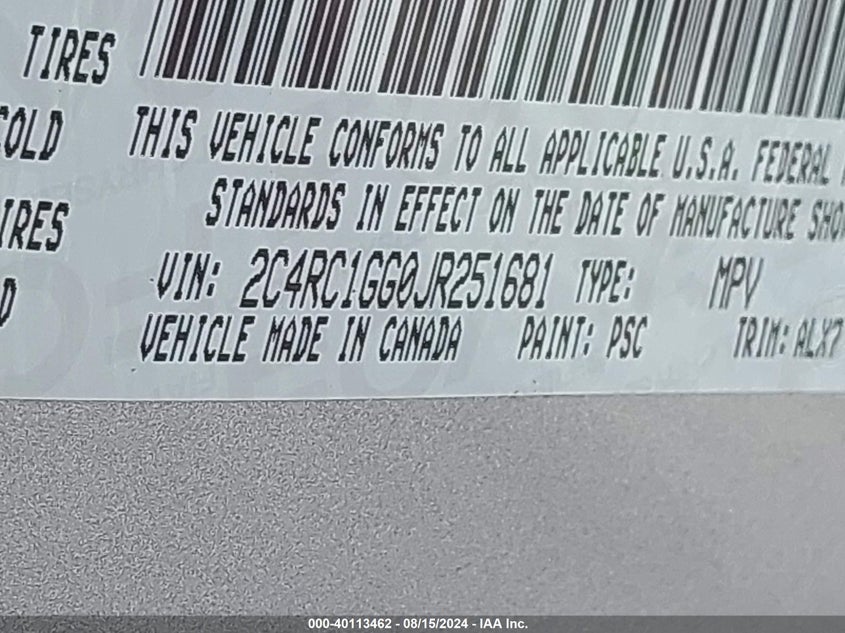 TIRES
COLD
THIS VEHICLE CONFORMS TO ALL APPLICABLE U.S.A. FEDERAL
TIRES
STANDARDS IN EFFECT ON THE DATE OF MANUFACTURE SHO
VIN: 2C4RC1GG0JR251681 TYPE: MPV
D
VEHICLE MADE IN CANADA PAINT: PSC TRIM: ALX7
000-40113462 - 08/15/2024 - IAA Inc.